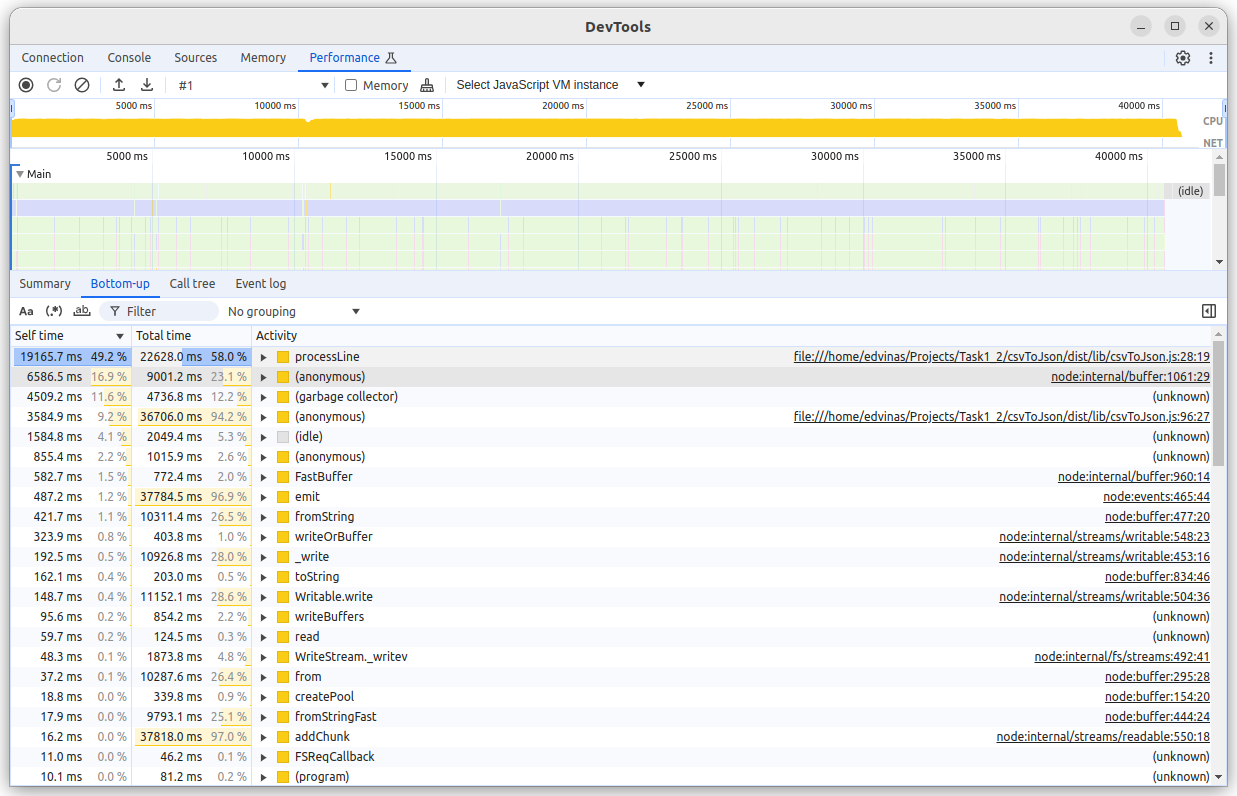 DevTools
Connection Console Sources Memory Performance
#1 Memory Select JavaScript VM instance
5000 ms 10000 ms 15000 ms 20000 ms 25000 ms 30000 ms 35000 ms 40000 ms
CPU
NET
5000 ms 10000 ms 15000 ms 20000 ms 25000 ms 30000 ms 35000 ms 40000 ms
Main
(idle)
Summary Bottom-up Call tree Event log
Aa (.*) ab Filter No grouping
Self time Total time Activity
19165.7 ms 49.2 % 22628.0 ms 58.0 % processLine file:///home/edvinas/Projects/Task1_2/csvToJson/dist/lib/csvToJson.js:28:19
6586.5 ms 16.9 % 9001.2 ms 23.1 % (anonymous) node:internal/buffer:1061:29
4509.2 ms 11.6 % 4736.8 ms 12.2 % (garbage collector) (unknown)
3584.9 ms 9.2 % 36706.0 ms 94.2 % (anonymous) file:///home/edvinas/Projects/Task1_2/csvToJson/dist/lib/csvToJson.js:96:27
1584.8 ms 4.1 % 2049.4 ms 5.3 % (idle) (unknown)
855.4 ms 2.2 % 1015.9 ms 2.6 % (anonymous) (unknown)
582.7 ms 1.5 % 772.4 ms 2.0 % FastBuffer node:internal/buffer:960:14
487.2 ms 1.2 % 37784.5 ms 96.9 % emit node:events:465:44
421.7 ms 1.1 % 10311.4 ms 26.5 % fromString node:buffer:477:20
323.9 ms 0.8 % 403.8 ms 1.0 % writeOrBuffer node:internal/streams/writable:548:23
192.5 ms 0.5 % 10926.8 ms 28.0 % _write node:internal/streams/writable:453:16
162.1 ms 0.4 % 203.0 ms 0.5 % toString node:buffer:834:46
148.7 ms 0.4 % 11152.1 ms 28.6 % Writable.write node:internal/streams/writable:504:36
95.6 ms 0.2 % 854.2 ms 2.2 % writeBuffers (unknown)
59.7 ms 0.2 % 124.5 ms 0.3 % read (unknown)
48.3 ms 0.1 % 1873.8 ms 4.8 % WriteStream._writev node:internal/fs/streams:492:41
37.2 ms 0.1 % 10287.6 ms 26.4 % from node:buffer:295:28
18.8 ms 0.0 % 339.8 ms 0.9 % createPool node:buffer:154:20
17.9 ms 0.0 % 9793.1 ms 25.1 % fromStringFast node:buffer:444:24
16.2 ms 0.0 % 37818.0 ms 97.0 % addChunk node:internal/streams/readable:550:18
11.0 ms 0.0 % 46.2 ms 0.1 % FSReqCallback (unknown)
10.1 ms 0.0 % 81.2 ms 0.2 % (program) (unknown)